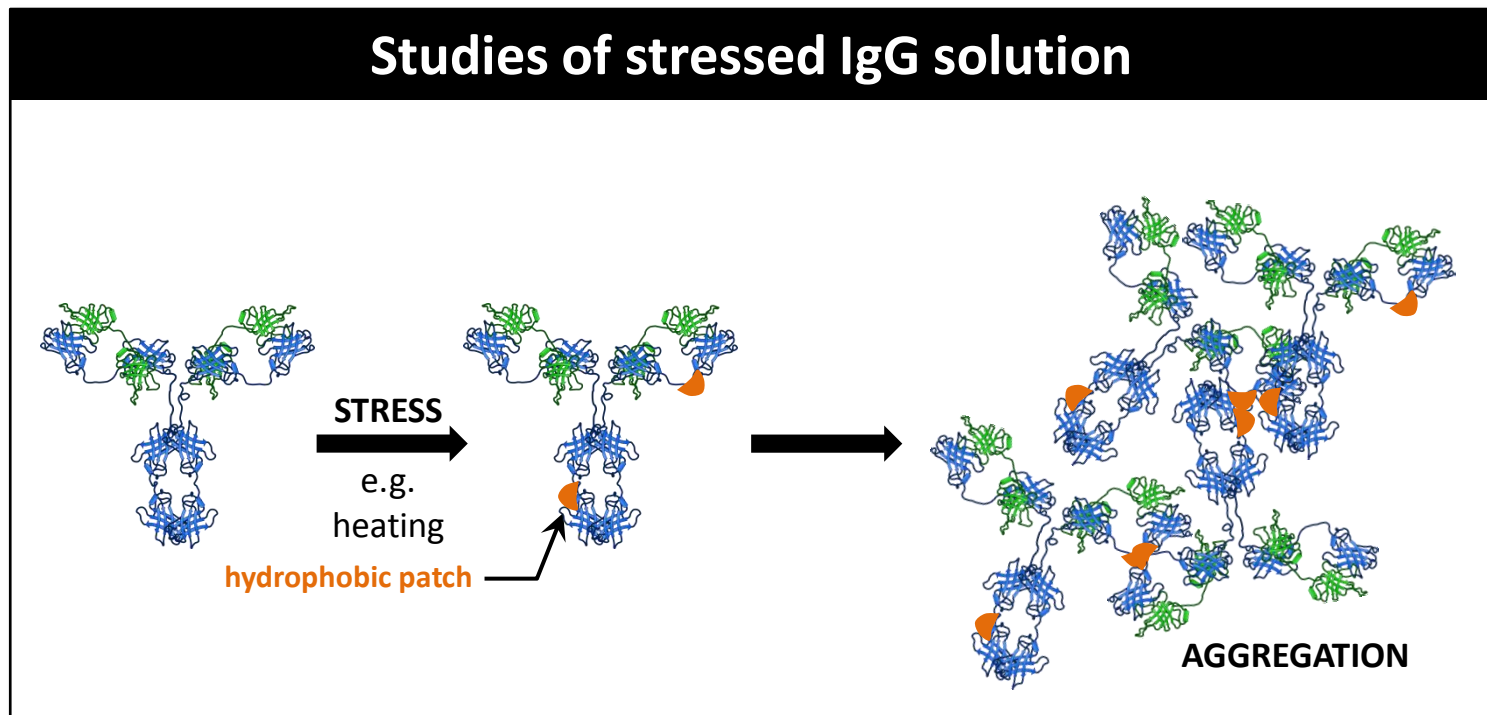 Studies of stressed IgG solution
STRESS
e.g.
heating
hydrophobic patch
AGGREGATION